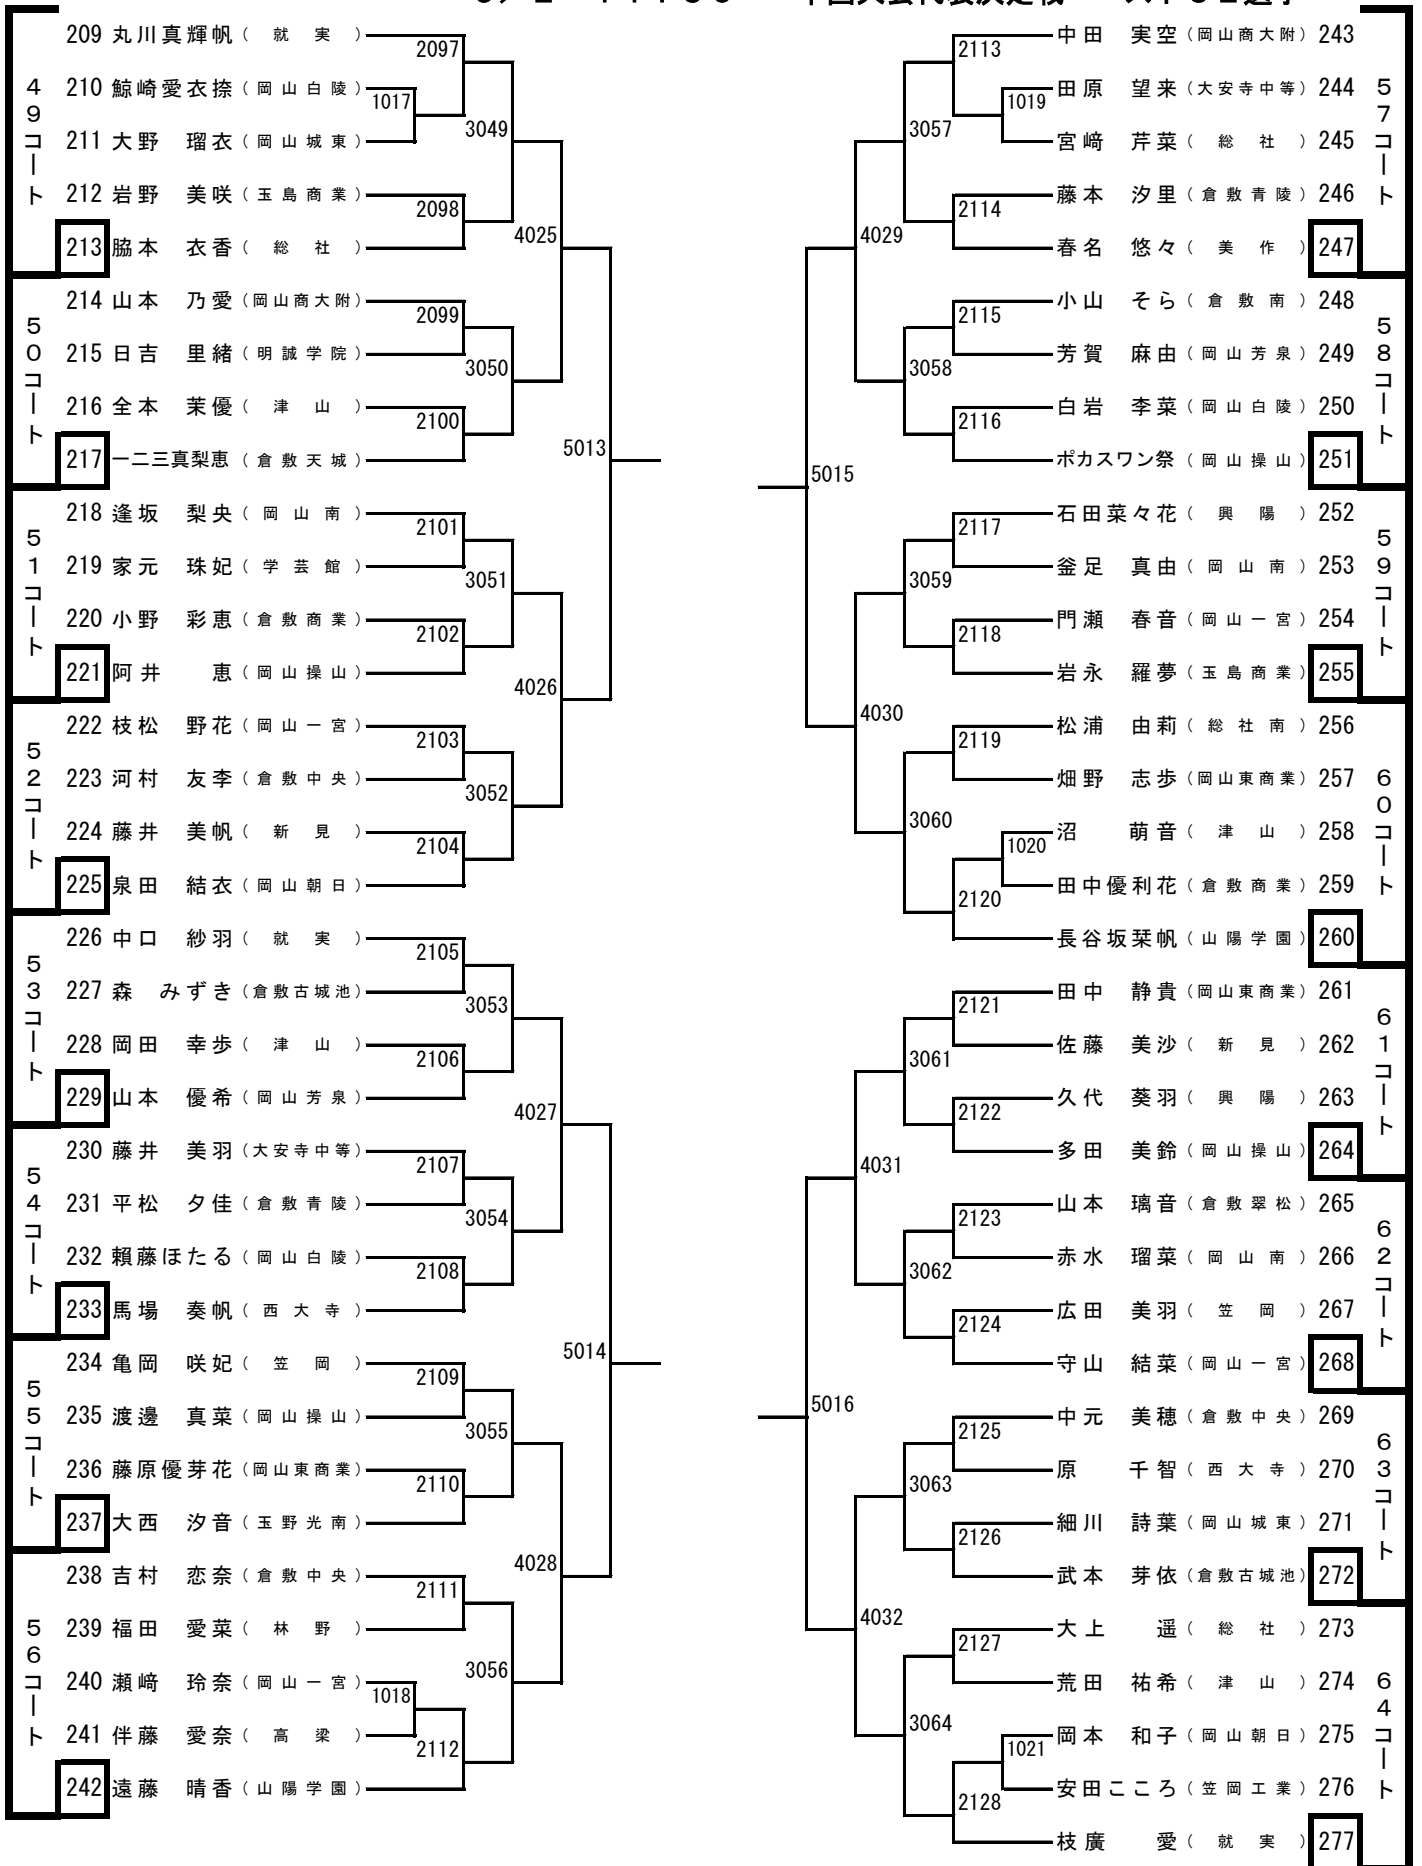 209 丸川真輝帆（ 就 実 ）
210 鯨崎愛衣捺（ 岡 山 白 陵 ）
211 大野 瑠衣（ 岡 山 城 東 ）
212 岩野 美咲（ 玉 島 商 業 ）
213 脇本 衣香（ 総 社 ）
214 山本 乃愛（岡山商大附）
215 日吉 里緒（ 明 誠 学 院 ）
216 全本 茉優（ 津 山 ）
217 一二三真梨恵（ 倉 敷 天 城 ）
218 逢坂 梨央（ 岡 山 南 ）
219 家元 珠妃（ 学 芸 館 ）
220 小野 彩恵（ 倉 敷 商 業 ）
221 阿井 恵（ 岡 山 操 山 ）
222 枝松 野花（ 岡 山 一 宮 ）
223 河村 友李（ 倉 敷 中 央 ）
224 藤井 美帆（ 新 見 ）
225 泉田 結衣（ 岡 山 朝 日 ）
226 中口 紗羽（ 就 実 ）
227 森 みずき（倉敷古城池）
228 岡田 幸歩（ 津 山 ）
229 山本 優希（ 岡 山 芳 泉 ）
230 藤井 美羽（大安寺中等）
231 平松 夕佳（ 倉 敷 青 陵 ）
232 賴藤ほたる（ 岡 山 白 陵 ）
233 馬場 奏帆（ 西 大 寺 ）
234 亀岡 咲妃（ 笠 岡 ）
235 渡邊 真菜（ 岡 山 操 山 ）
236 藤原優芽花（岡山東商業）
237 大西 汐音（ 玉 野 光 南 ）
238 吉村 恋奈（ 倉 敷 中 央 ）
239 福田 愛菜（ 林 野 ）
240 瀬﨑 玲奈（ 岡 山 一 宮 ）
241 伴藤 愛奈（ 高 梁 ）
242 遠藤 晴香（ 山 陽 学 園 ）
49コート
50コート
51コート
52コート
53コート
54コート
55コート
56コート
1017
1018
2097
2098
2099
2100
2101
2102
2103
2104
2105
2106
2107
2108
2109
2110
2111
2112
3049
3050
3051
3052
3053
3054
3055
3056
4025
4026
4027
4028
5013
5014
中田 実空（岡山商大附） 243
田原 望来（大安寺中等） 244
宮﨑 芹菜（ 総 社 ） 245
藤本 汐里（ 倉 敷 青 陵 ） 246
春名 悠々（ 美 作 ） 247
小山 そら（ 倉 敷 南 ） 248
芳賀 麻由（ 岡 山 芳 泉 ） 249
白岩 李菜（ 岡 山 白 陵 ） 250
ポカスワン祭（ 岡 山 操 山 ） 251
石田菜々花（ 興 陽 ） 252
釜足 真由（ 岡 山 南 ） 253
門瀬 春音（ 岡 山 一 宮 ） 254
岩永 羅夢（ 玉 島 商 業 ） 255
松浦 由莉（ 総 社 南 ） 256
畑野 志歩（岡山東商業） 257
沼 萌音（ 津 山 ） 258
田中優利花（ 倉 敷 商 業 ） 259
長谷坂栞帆（ 山 陽 学 園 ） 260
田中 静貴（岡山東商業） 261
佐藤 美沙（ 新 見 ） 262
久代 葵羽（ 興 陽 ） 263
多田 美鈴（ 岡 山 操 山 ） 264
山本 璃音（ 倉 敷 翠 松 ） 265
赤水 瑠菜（ 岡 山 南 ） 266
広田 美羽（ 笠 岡 ） 267
守山 結菜（ 岡 山 一 宮 ） 268
中元 美穂（ 倉 敷 中 央 ） 269
原 千智（ 西 大 寺 ） 270
細川 詩葉（ 岡 山 城 東 ） 271
武本 芽依（倉敷古城池） 272
大上 遥（ 総 社 ） 273
荒田 祐希（ 津 山 ） 274
岡本 和子（ 岡 山 朝 日 ） 275
安田こころ（ 笠 岡 工 業 ） 276
枝廣 愛（ 就 実 ） 277
57コート
58コート
59コート
60コート
61コート
62コート
63コート
64コート
1019
1020
1021
2113
2114
2115
2116
2117
2118
2119
2120
2121
2122
2123
2124
2125
2126
2127
2128
3057
3058
3059
3060
3061
3062
3063
3064
4029
4030
4031
4032
5015
5016